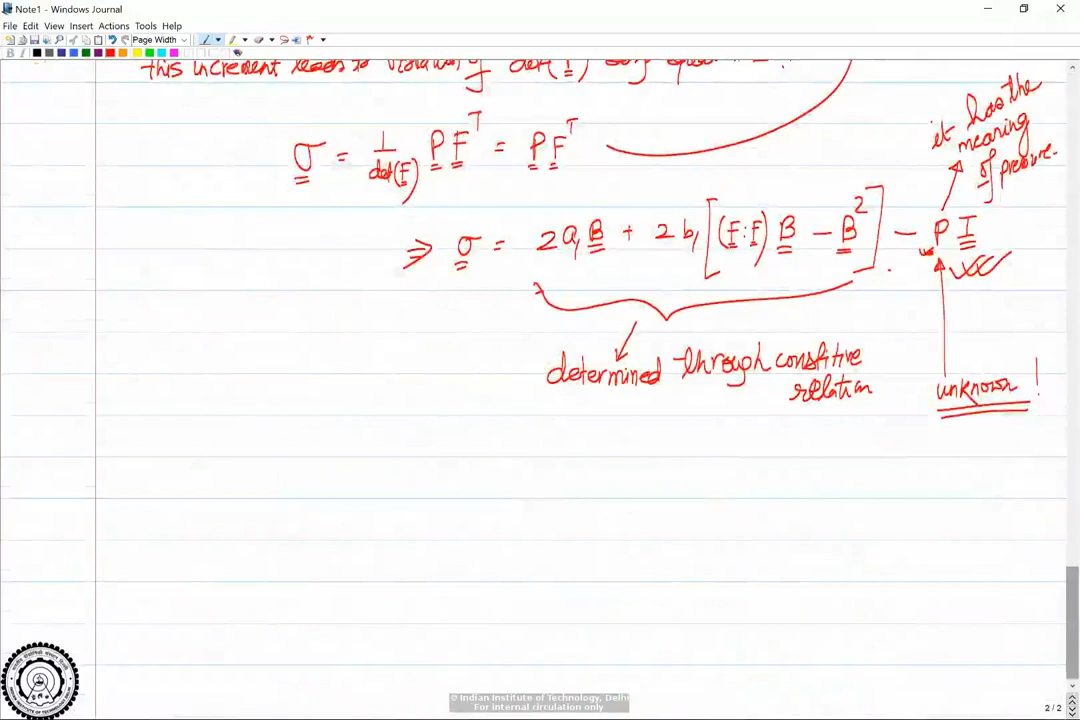 Note1 - Windows Journal
File Edit View Insert Actions Tools Help
Page Width
B I
this increment leads to violation of det(F)
σ = 1/det(F) P F^T = P F^T
it has the
meaning
of pressure.
⇒ σ = 2a₁B + 2b₁[(F:F)B − B²] − P I
determined through constitive
relation
unknown !
© Indian Institute of Technology, Delhi
For internal circulation only
2 / 2